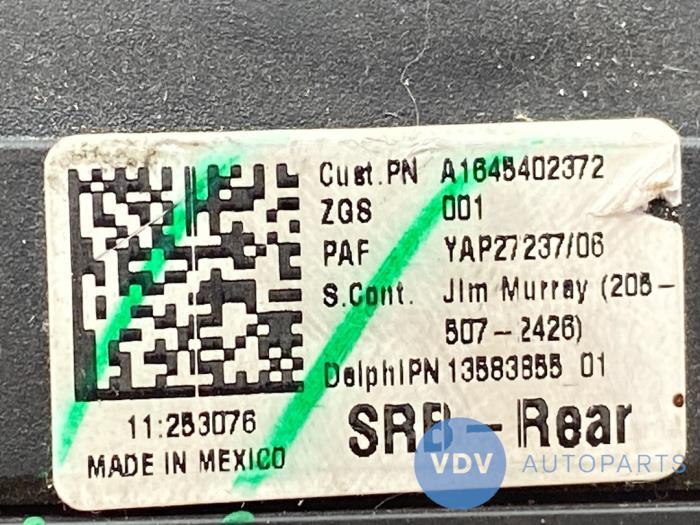 Cust.PN A1645402372
ZGS 001
PAF YAP27237/06
S.Cont. Jim Murray (205-
507-2426)
DelphiPN 13583855 01
11:253076
SRB-Rear
MADE IN MEXICO
VDV AUTOPARTS